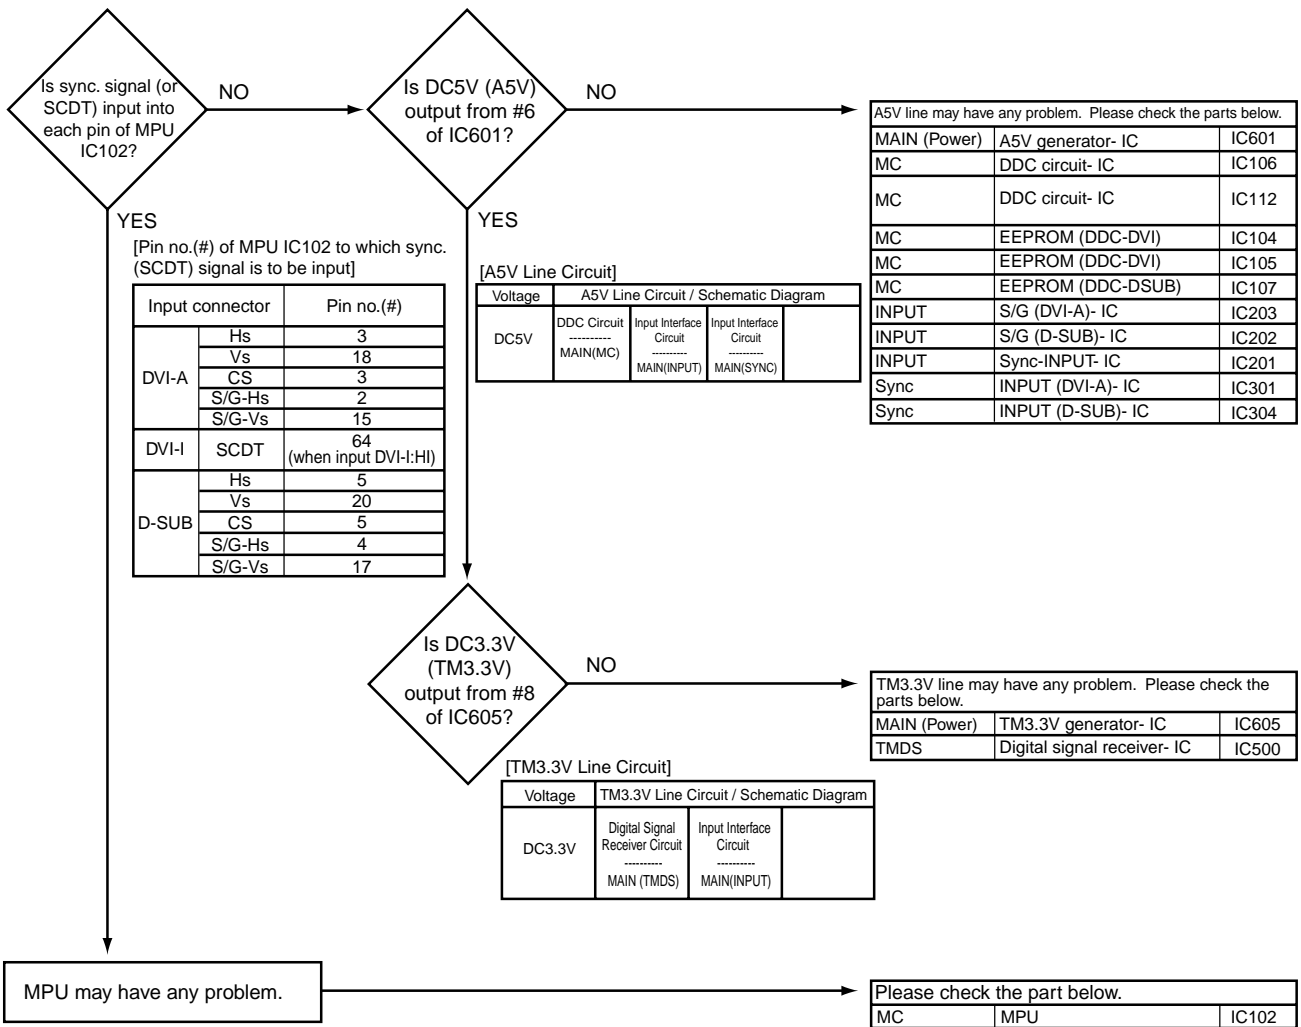 Is sync. signal (or
SCDT) input into
each pin of MPU
IC102?
NO
Is DC5V (A5V)
output from #6
of IC601?
NO
A5V line may have any problem. Please check the parts below.
MAIN (Power) A5V generator- IC IC601
MC DDC circuit- IC IC106
MC DDC circuit- IC IC112
MC EEPROM (DDC-DVI) IC104
MC EEPROM (DDC-DVI) IC105
MC EEPROM (DDC-DSUB) IC107
INPUT S/G (DVI-A)- IC IC203
INPUT S/G (D-SUB)- IC IC202
INPUT Sync-INPUT- IC IC201
Sync INPUT (DVI-A)- IC IC301
Sync INPUT (D-SUB)- IC IC304
YES
[Pin no.(#) of MPU IC102 to which sync.
(SCDT) signal is to be input]
Input connector Pin no.(#)
DVI-A
Hs 3
Vs 18
CS 3
S/G-Hs 2
S/G-Vs 15
DVI-I SCDT 64
(when input DVI-I:HI)
D-SUB
Hs 5
Vs 20
CS 5
S/G-Hs 4
S/G-Vs 17
YES
[A5V Line Circuit]
Voltage A5V Line Circuit / Schematic Diagram
DC5V
DDC Circuit
----------
MAIN(MC)
Input Interface
Circuit
----------
MAIN(INPUT)
Input Interface
Circuit
----------
MAIN(SYNC)
Is DC3.3V
(TM3.3V)
output from #8
of IC605?
NO
TM3.3V line may have any problem. Please check the
parts below.
MAIN (Power) TM3.3V generator- IC IC605
TMDS Digital signal receiver- IC IC500
[TM3.3V Line Circuit]
Voltage TM3.3V Line Circuit / Schematic Diagram
DC3.3V
Digital Signal
Receiver Circuit
----------
MAIN (TMDS)
Input Interface
Circuit
----------
MAIN(INPUT)
MPU may have any problem.
Please check the part below.
MC MPU IC102